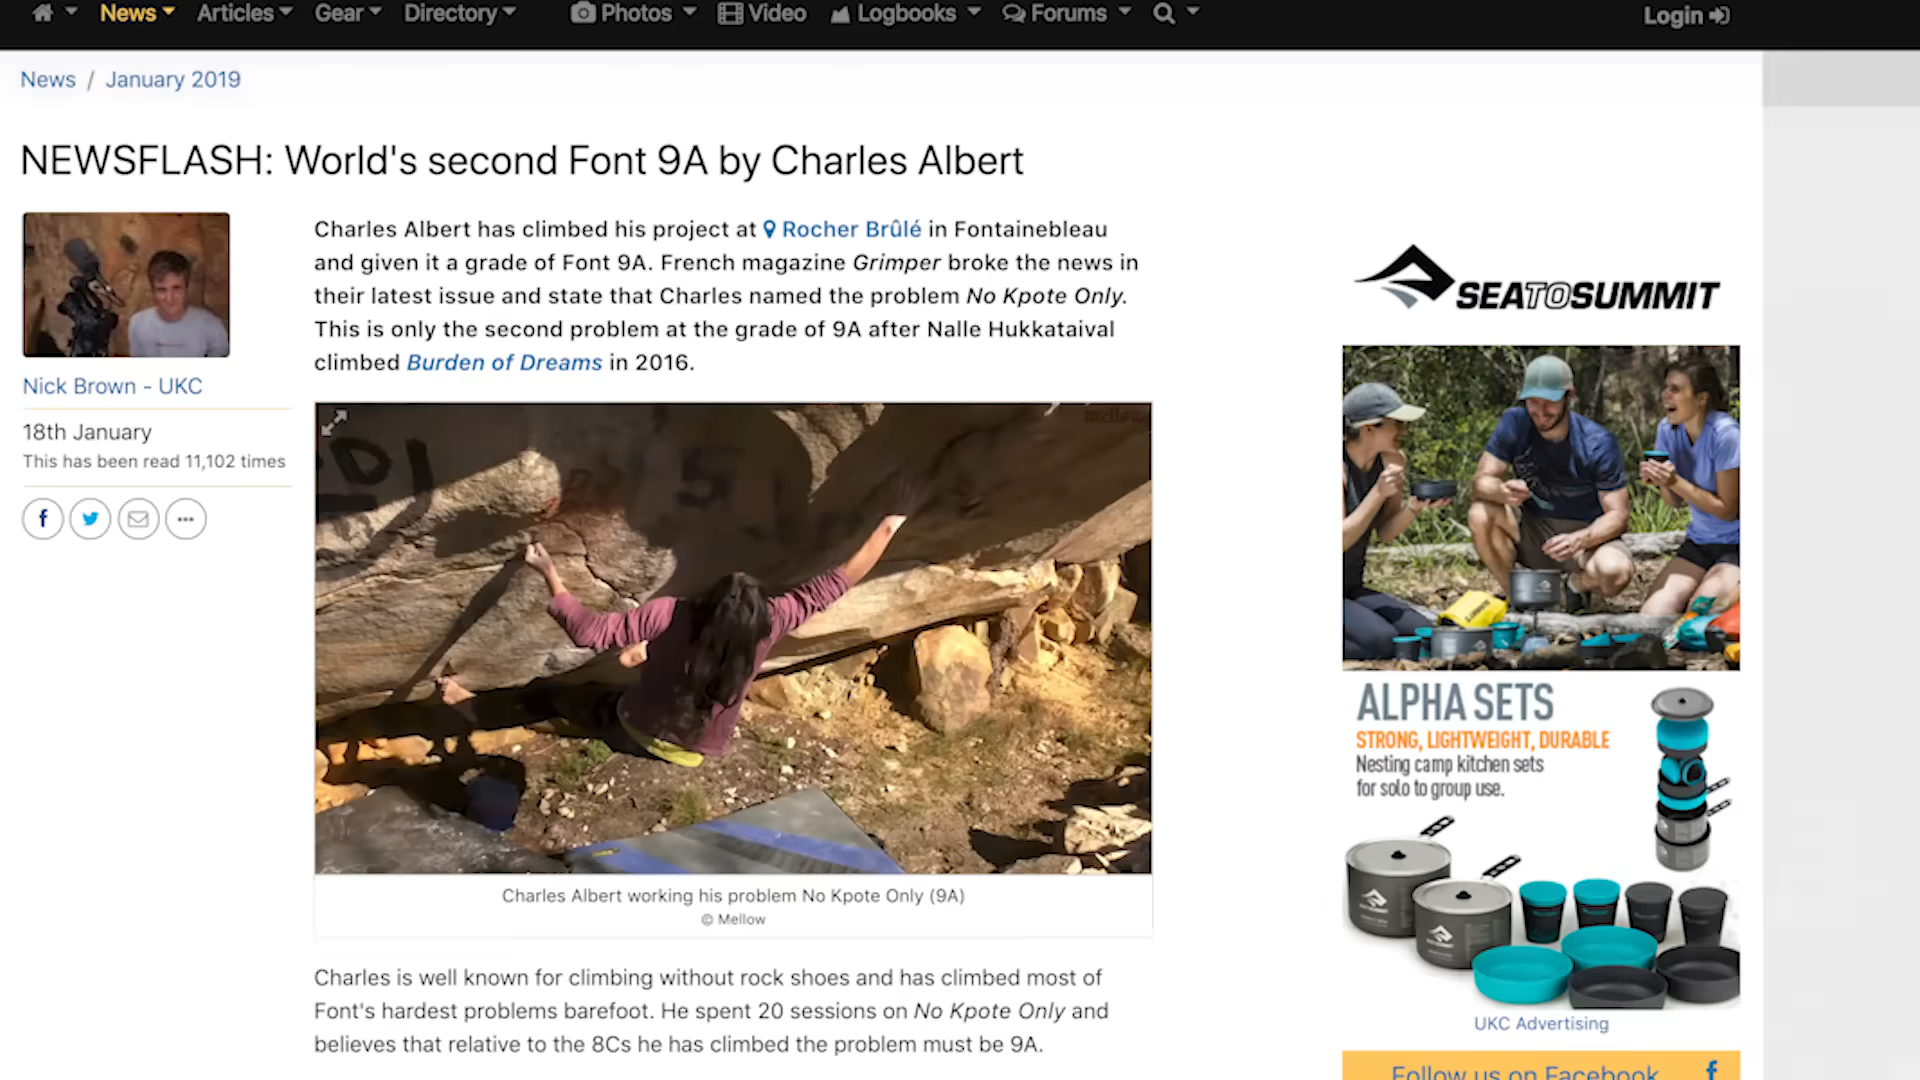 News Articles Gear Directory Photos Video Logbooks Forums Login
News / January 2019
NEWSFLASH: World's second Font 9A by Charles Albert
Charles Albert has climbed his project at Rocher Brûlé in Fontainebleau
and given it a grade of Font 9A. French magazine Grimper broke the news in
their latest issue and state that Charles named the problem No Kpote Only.
This is only the second problem at the grade of 9A after Nalle Hukkataival
climbed Burden of Dreams in 2016.
Nick Brown - UKC
18th January
This has been read 11,102 times
mellow
Charles Albert working his problem No Kpote Only (9A)
© Mellow
Charles is well known for climbing without rock shoes and has climbed most of
Font's hardest problems barefoot. He spent 20 sessions on No Kpote Only and
believes that relative to the 8Cs he has climbed the problem must be 9A.
SEATOSUMMIT
ALPHA SETS
STRONG, LIGHTWEIGHT, DURABLE
Nesting camp kitchen sets
for solo to group use.
SEATOSUMMIT
SEATOSUMMIT
UKC Advertising
Follow us on Facebook